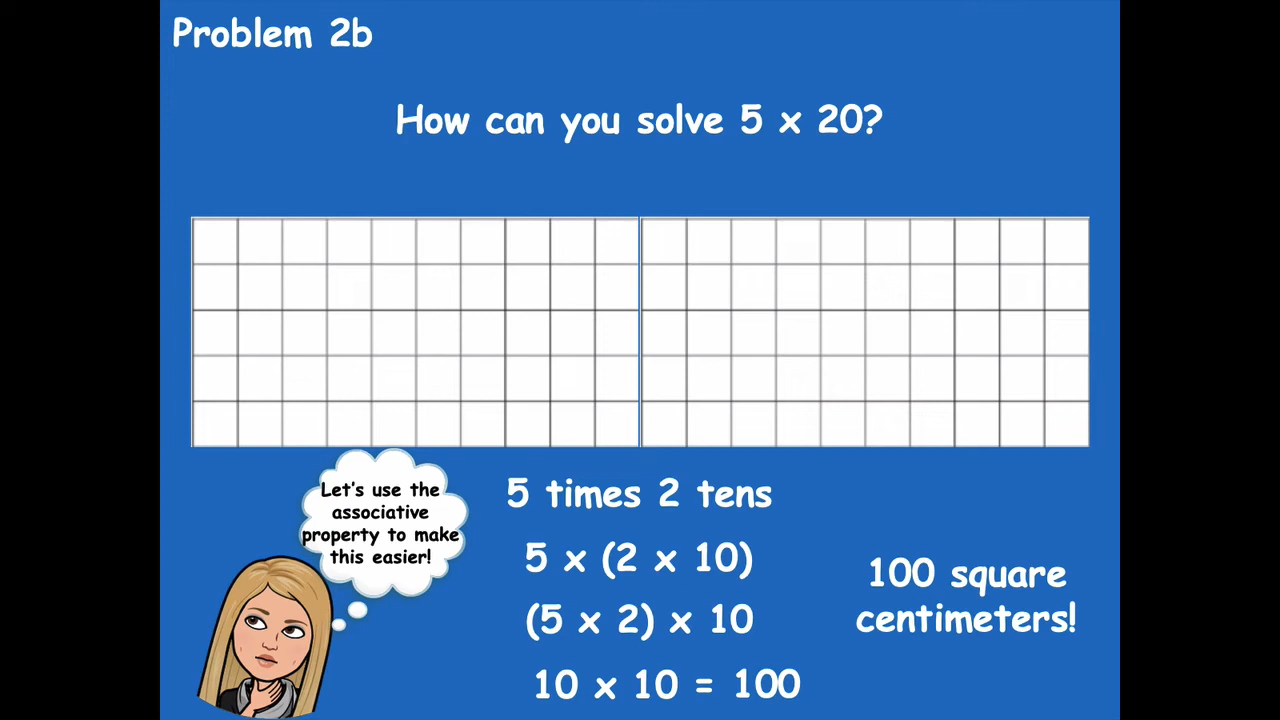 Problem 2b
How can you solve 5 x 20?
Let's use the
associative
property to make
this easier!
5 times 2 tens
5 x (2 x 10)
(5 x 2) x 10
10 x 10 = 100
100 square
centimeters!